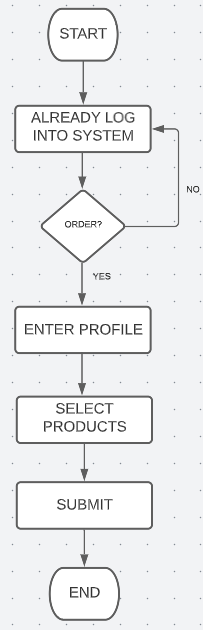 START
ALREADY LOG
INTO SYSTEM
NO
ORDER?
YES
ENTER PROFILE
SELECT
PRODUCTS
SUBMIT
END